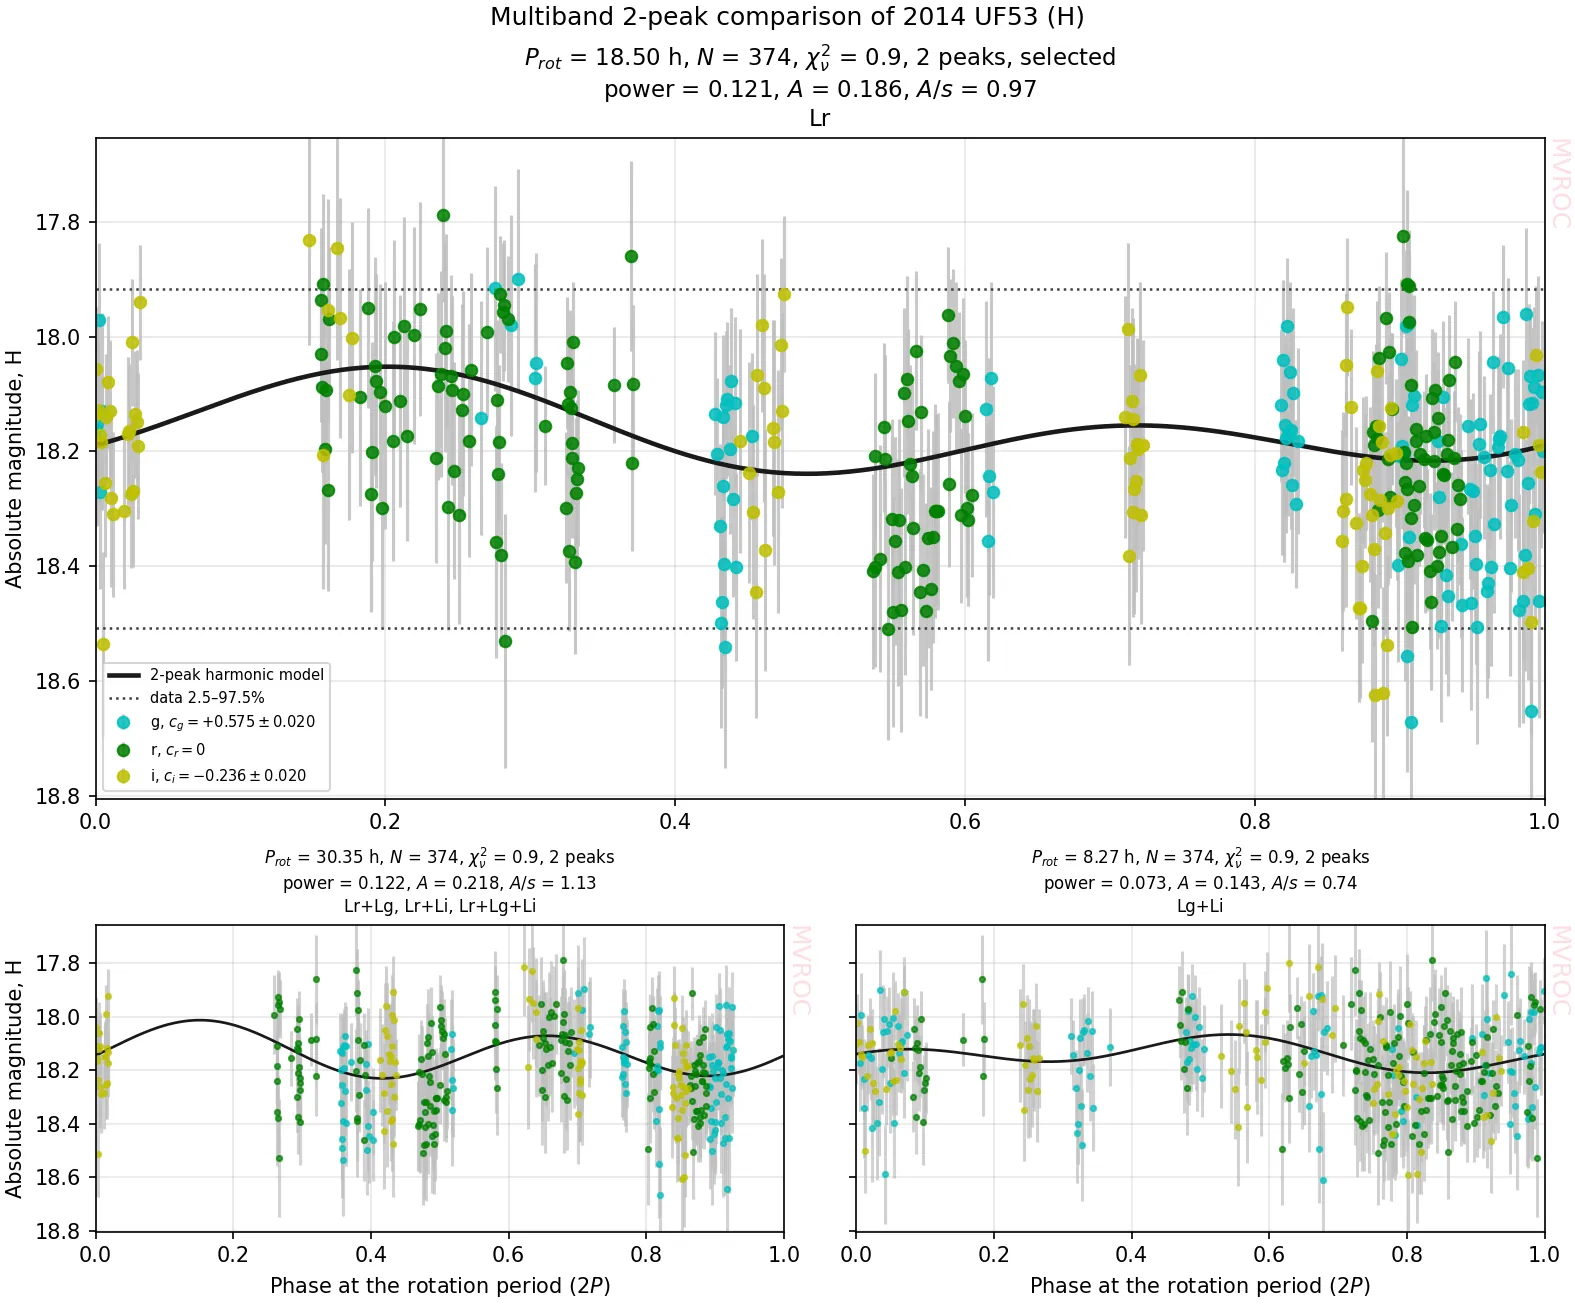 Multiband 2-peak comparison of 2014 UF53 (H)
P_rot = 18.50 h, N = 374, χ²_ν = 0.9, 2 peaks, selected
power = 0.121, A = 0.186, A/s = 0.97
Lr
MVROC
Absolute magnitude, H
17.8
18.0
18.2
18.4
18.6
18.8
2-peak harmonic model
data 2.5–97.5%
g, c_g = +0.575 ± 0.020
r, c_r = 0
i, c_i = −0.236 ± 0.020
0.0 0.2 0.4 0.6 0.8 1.0
P_rot = 30.35 h, N = 374, χ²_ν = 0.9, 2 peaks
power = 0.122, A = 0.218, A/s = 1.13
Lr+Lg, Lr+Li, Lr+Lg+Li
MVROC
Absolute magnitude, H
17.8
18.0
18.2
18.4
18.6
18.8
0.0 0.2 0.4 0.6 0.8 1.0
Phase at the rotation period (2P)
P_rot = 8.27 h, N = 374, χ²_ν = 0.9, 2 peaks
power = 0.073, A = 0.143, A/s = 0.74
Lg+Li
MVROC
0.0 0.2 0.4 0.6 0.8 1.0
Phase at the rotation period (2P)